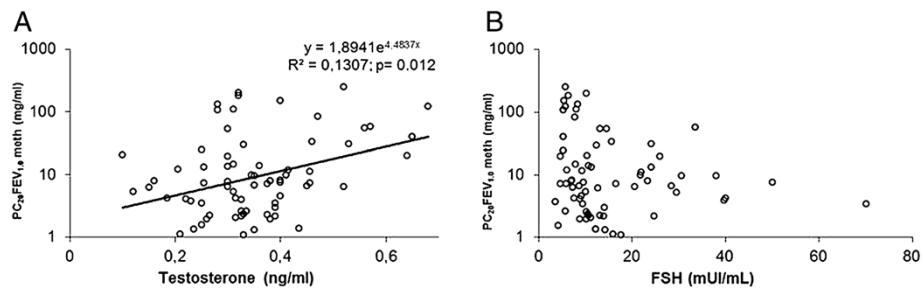 A
y = 1,8941e^4,4837x
R² = 0,1307; p= 0.012
PC20FEV1,0 meth (mg/ml)
1000
100
10
1
0
0,2
0,4
0,6
Testosterone (ng/ml)
B
PC20FEV1,0 meth (mg/ml)
1000
100
10
1
0
20
40
60
80
FSH (mUI/mL)